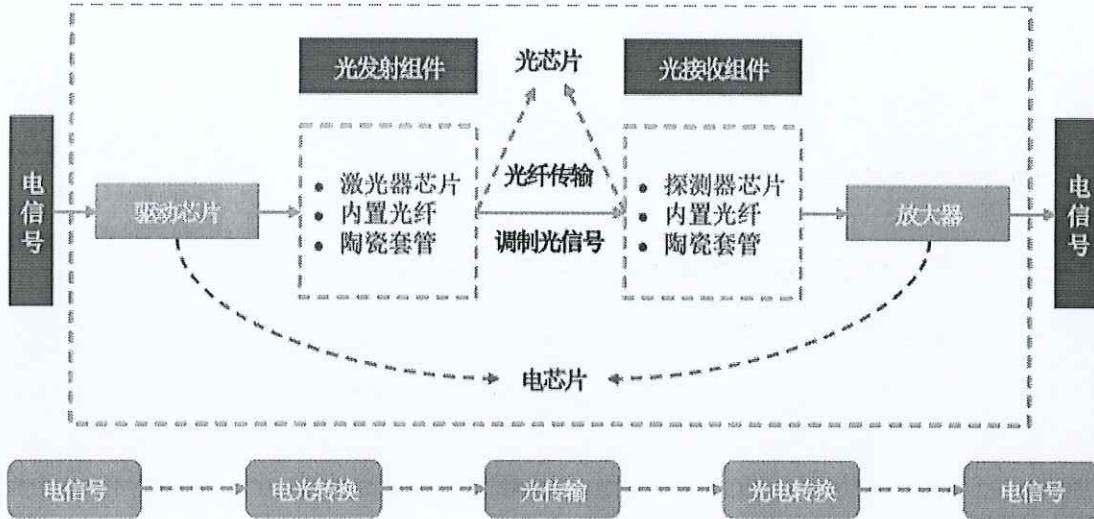 光发射组件
光芯片
光接收组件
电信号
驱动芯片
• 激光器芯片
• 内置光纤
• 陶瓷套管
光纤传输
调制光信号
• 探测器芯片
• 内置光纤
• 陶瓷套管
放大器
电信号
电芯片
电信号
电光转换
光传输
光电转换
电信号